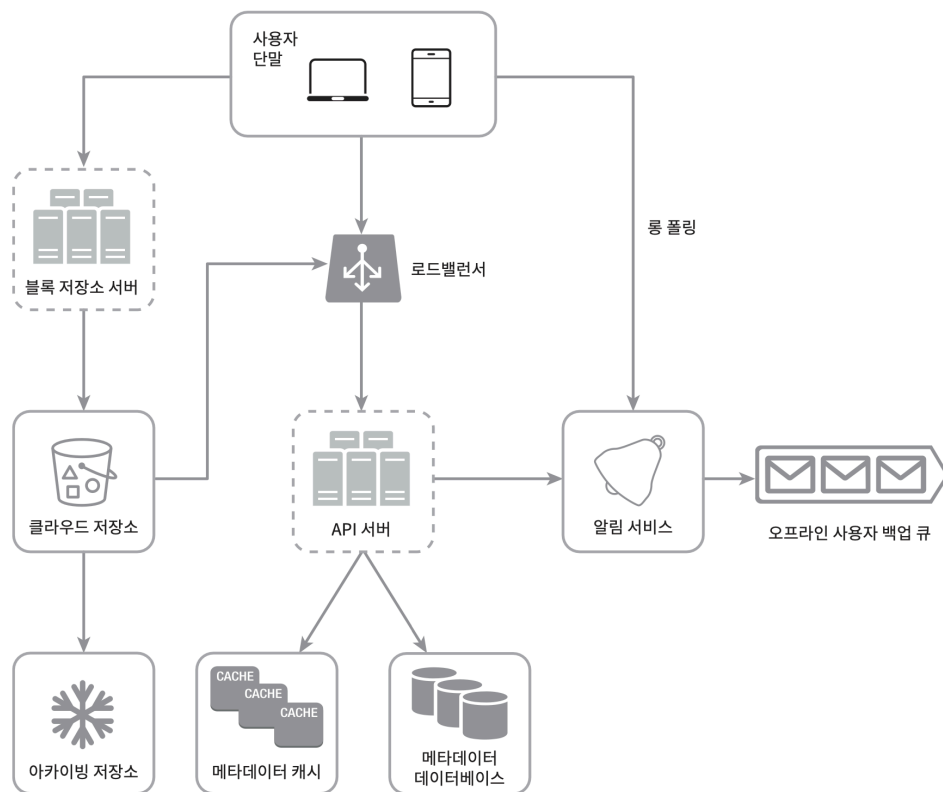 사용자
단말
롱 폴링
블록 저장소 서버
로드밸런서
클라우드 저장소
API 서버
알림 서비스
오프라인 사용자 백업 큐
아카이빙 저장소
CACHE
CACHE
CACHE
메타데이터 캐시
메타데이터
데이터베이스